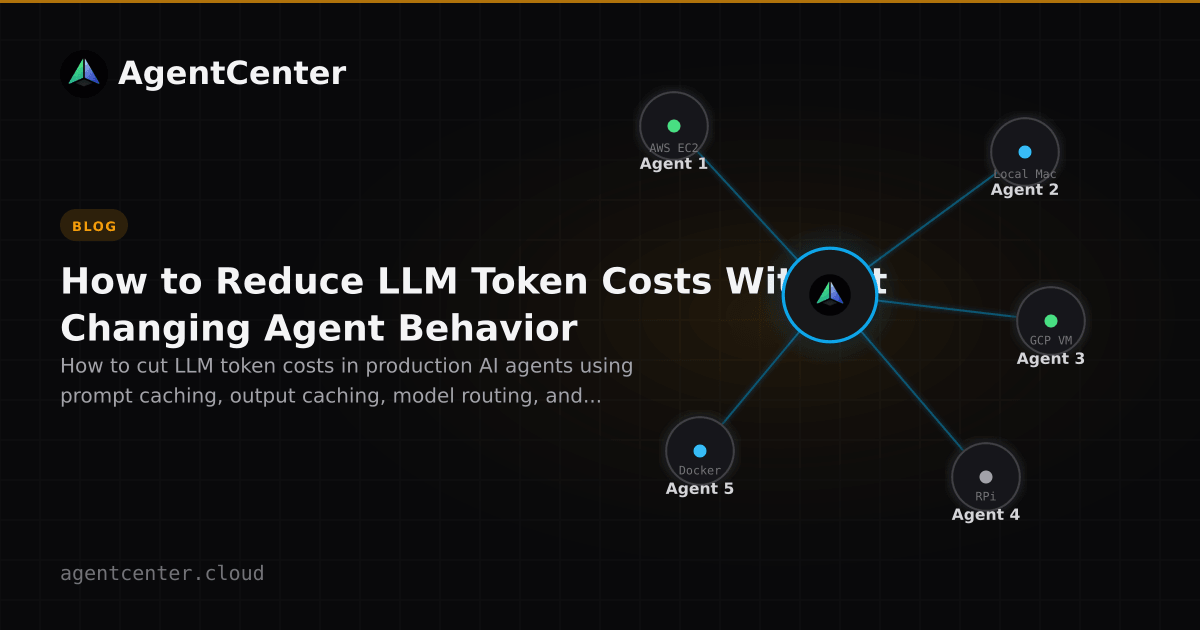 AgentCenter
BLOG
How to Reduce LLM Token Costs Wit t
Changing Agent Behavior
How to cut LLM token costs in production AI agents using
prompt caching, output caching, model routing, and...
agentcenter.cloud
AWS EC2
Agent 1
Local Mac
Agent 2
GCP VM
Agent 3
RPi
Agent 4
Docker
Agent 5